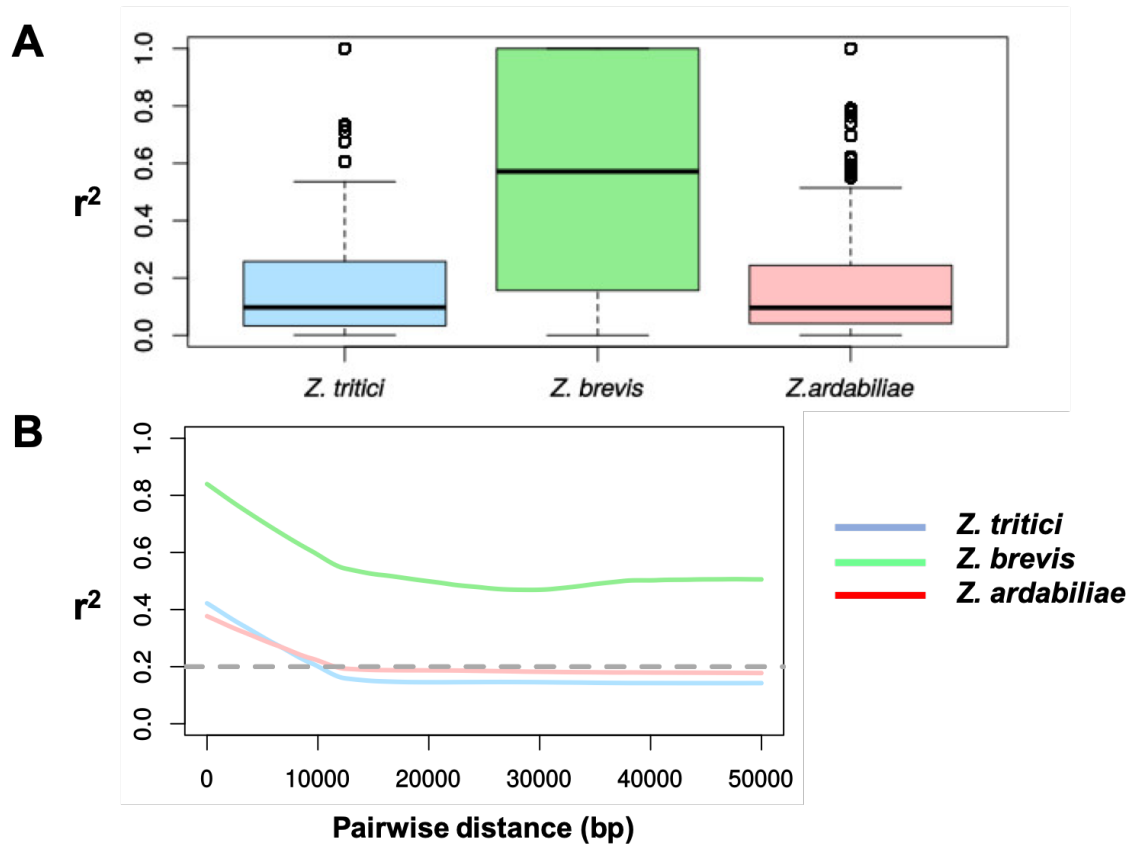 A
r²
1.0
0.8
0.6
0.4
0.2
0.0
Z. tritici
Z. brevis
Z.ardabiliae
B
r²
1.0
0.8
0.6
0.4
0.2
0.0
0 10000 20000 30000 40000 50000
Pairwise distance (bp)
Z. tritici
Z. brevis
Z. ardabiliae